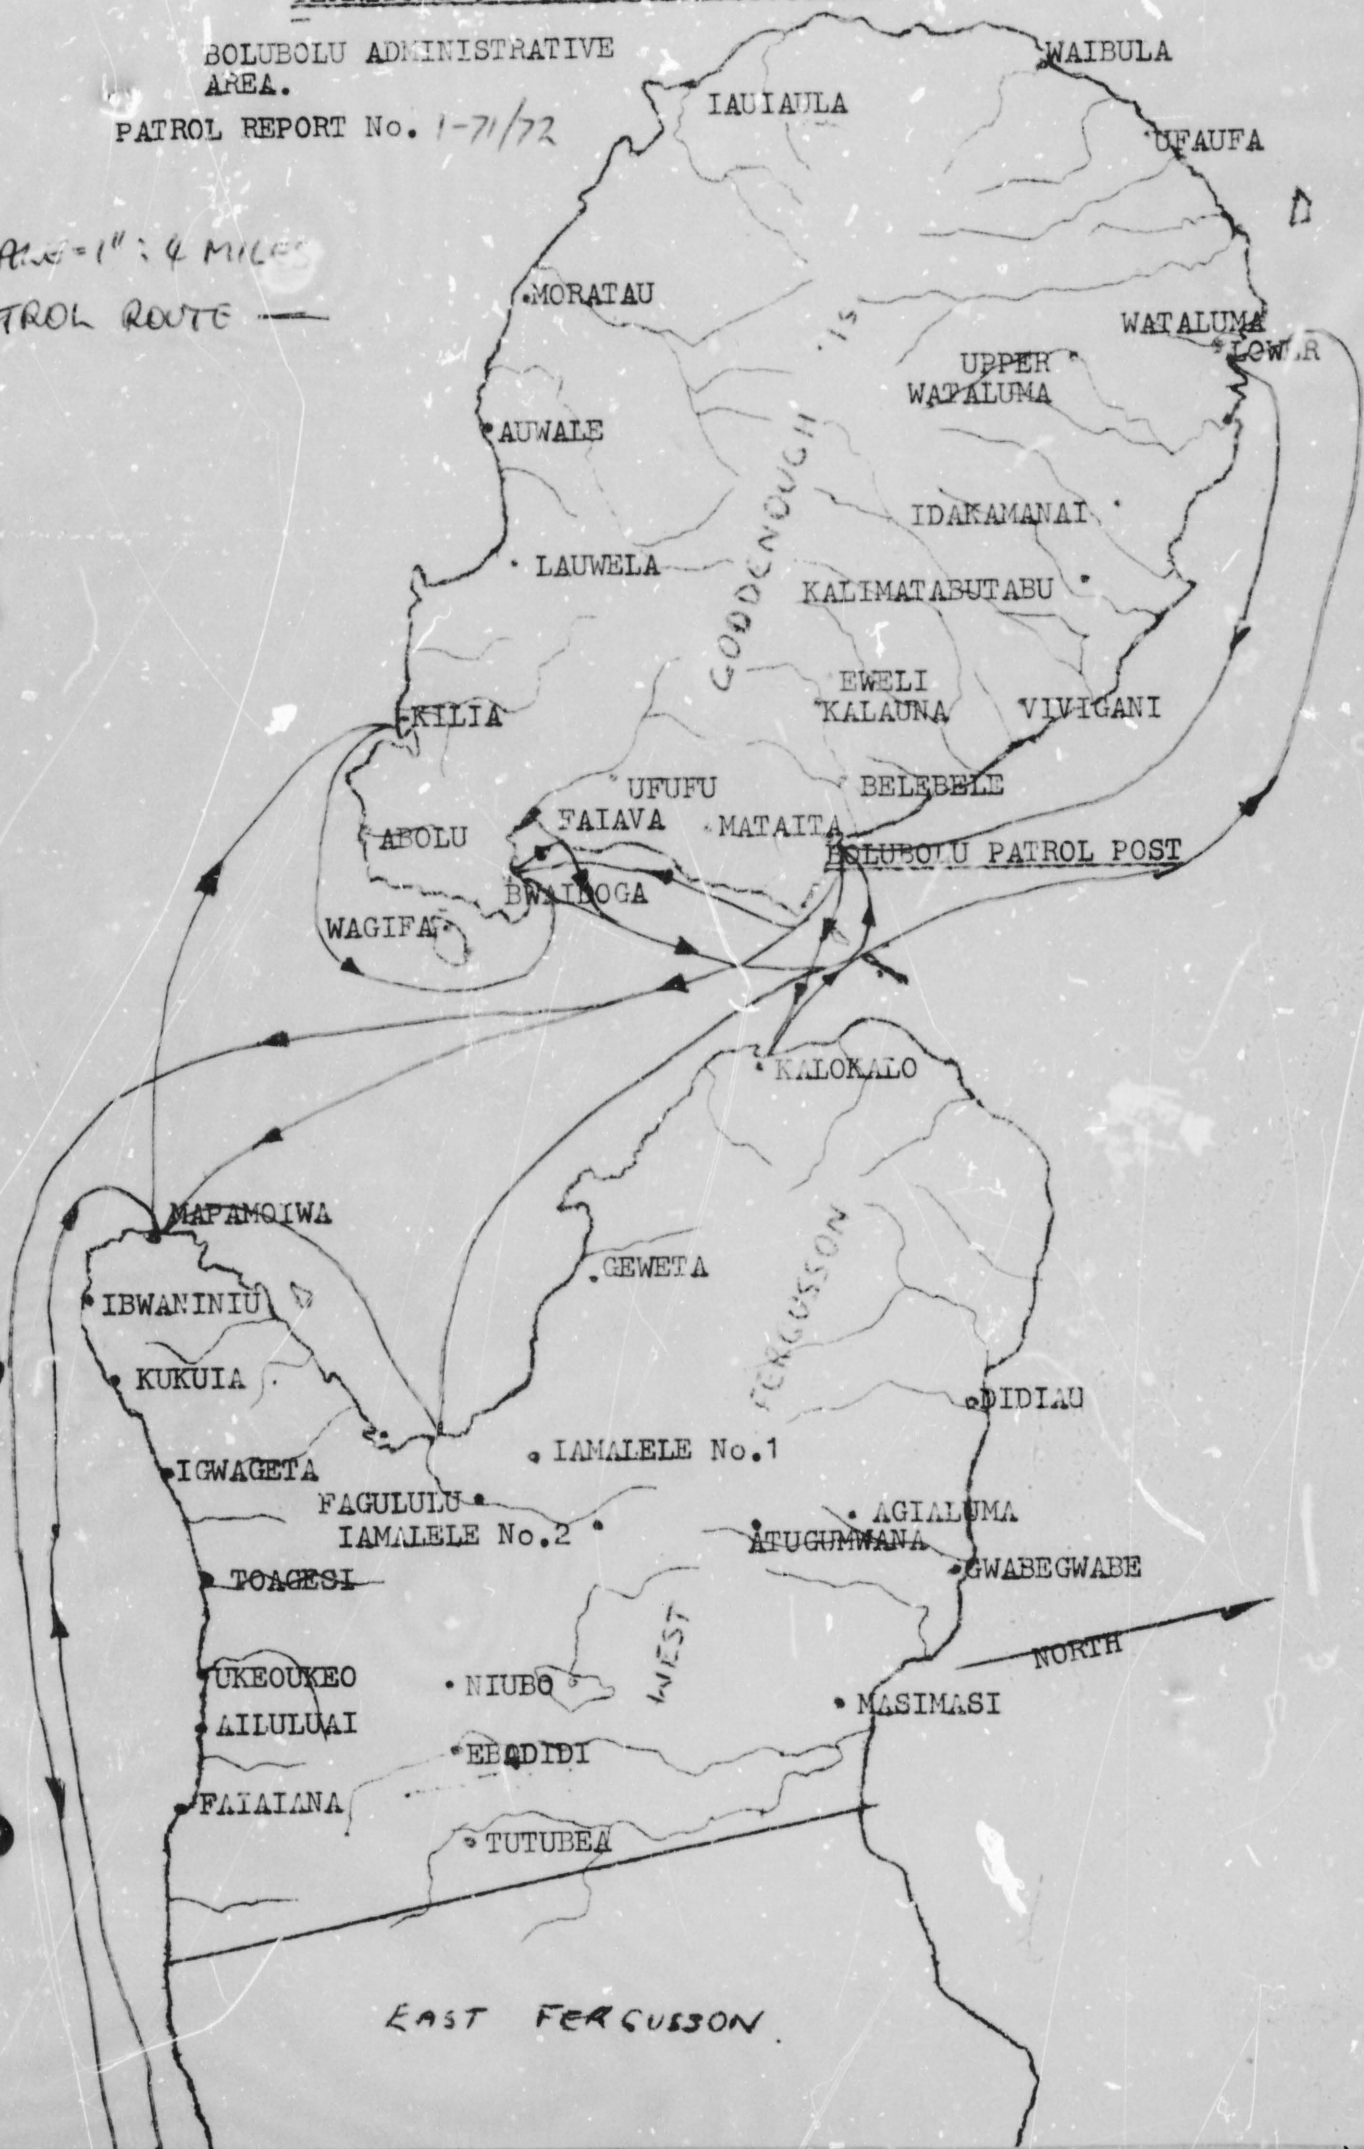 BOLUBOLU ADMINISTRATIVE
AREA.
PATROL REPORT No. 1-71/72
= 1" : 4 MILES
ROUTE —
WAIBULA
IAUIAULA
UFAUFA
MORATAU
WATALUMA
LOWER
UPPER
WATALUMA
AUWALE
GOODENOUGH IS
IDAKAMANAI
LAUWELA
KALIMATABUTABU
EWELI
KALAUNA
VIVIGANI
KILIA
UFUFU
BELEBELE
FAIAVA
MATAITA
ABOLU
BOLUBOLU PATROL POST
BWAIDOGA
WAGIFA
KALOKALO
MAPAMOIWA
GEWETA
IBWANINIU
FERGUSSON
KUKUIA
DIDIAU
IAMALELE No.1
IGWAGETA
FAGULULU
AGIALUMA
IAMALELE No.2
ATUGUMWANA
GWABEGWABE
TOAGESI
WEST
NORTH
UKEOUKEO
NIUBO
MASIMASI
AILULUAI
EBADIDI
FAIAIANA
TUTUBEA
EAST FERGUSSON.